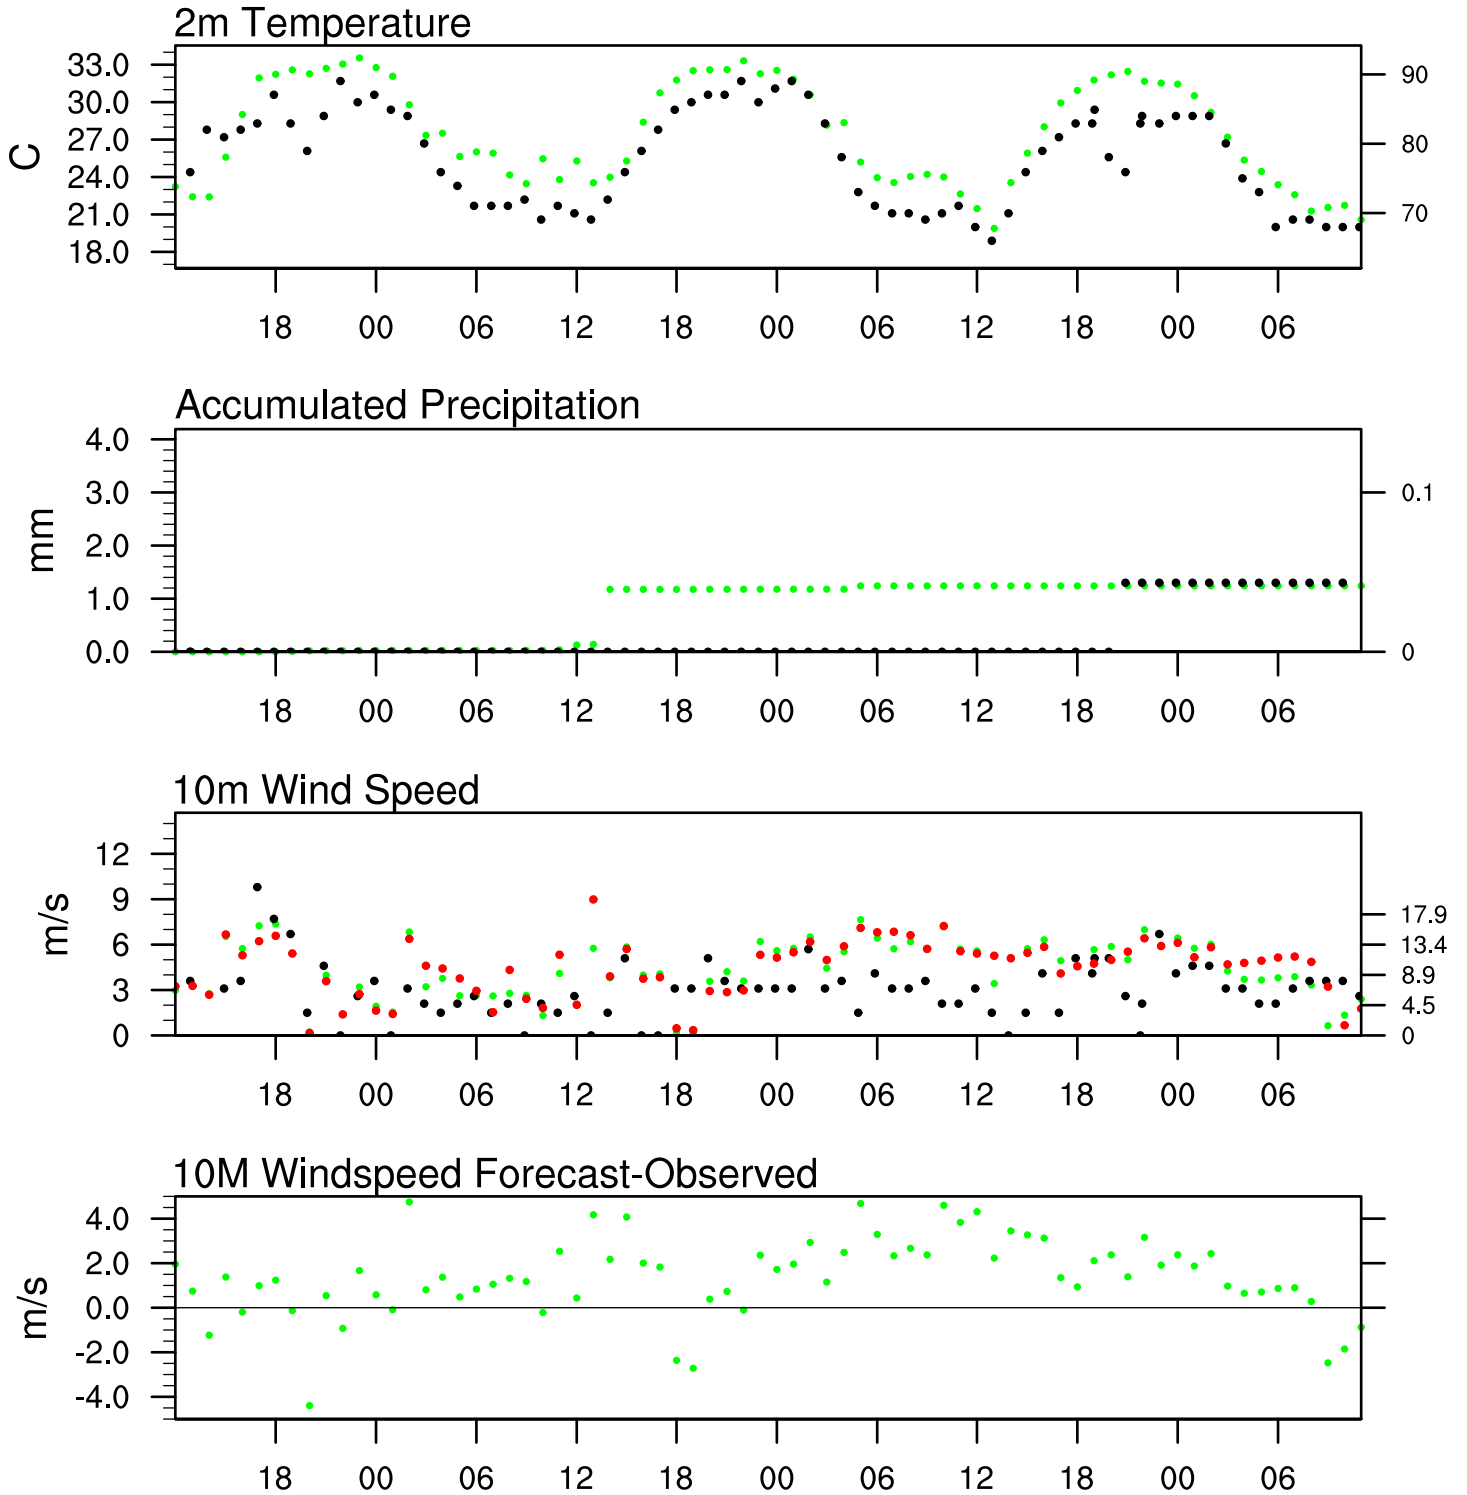 2m Temperature
33.0
30.0
27.0
24.0
21.0
18.0
C
90
80
70
18 00 06 12 18 00 06 12 18 00 06
Accumulated Precipitation
4.0
3.0
2.0
1.0
0.0
mm
0.1
0
18 00 06 12 18 00 06 12 18 00 06
10m Wind Speed
12
9
6
3
0
m/s
17.9
13.4
8.9
4.5
0
18 00 06 12 18 00 06 12 18 00 06
10M Windspeed Forecast-Observed
4.0
2.0
0.0
-2.0
-4.0
m/s
18 00 06 12 18 00 06 12 18 00 06